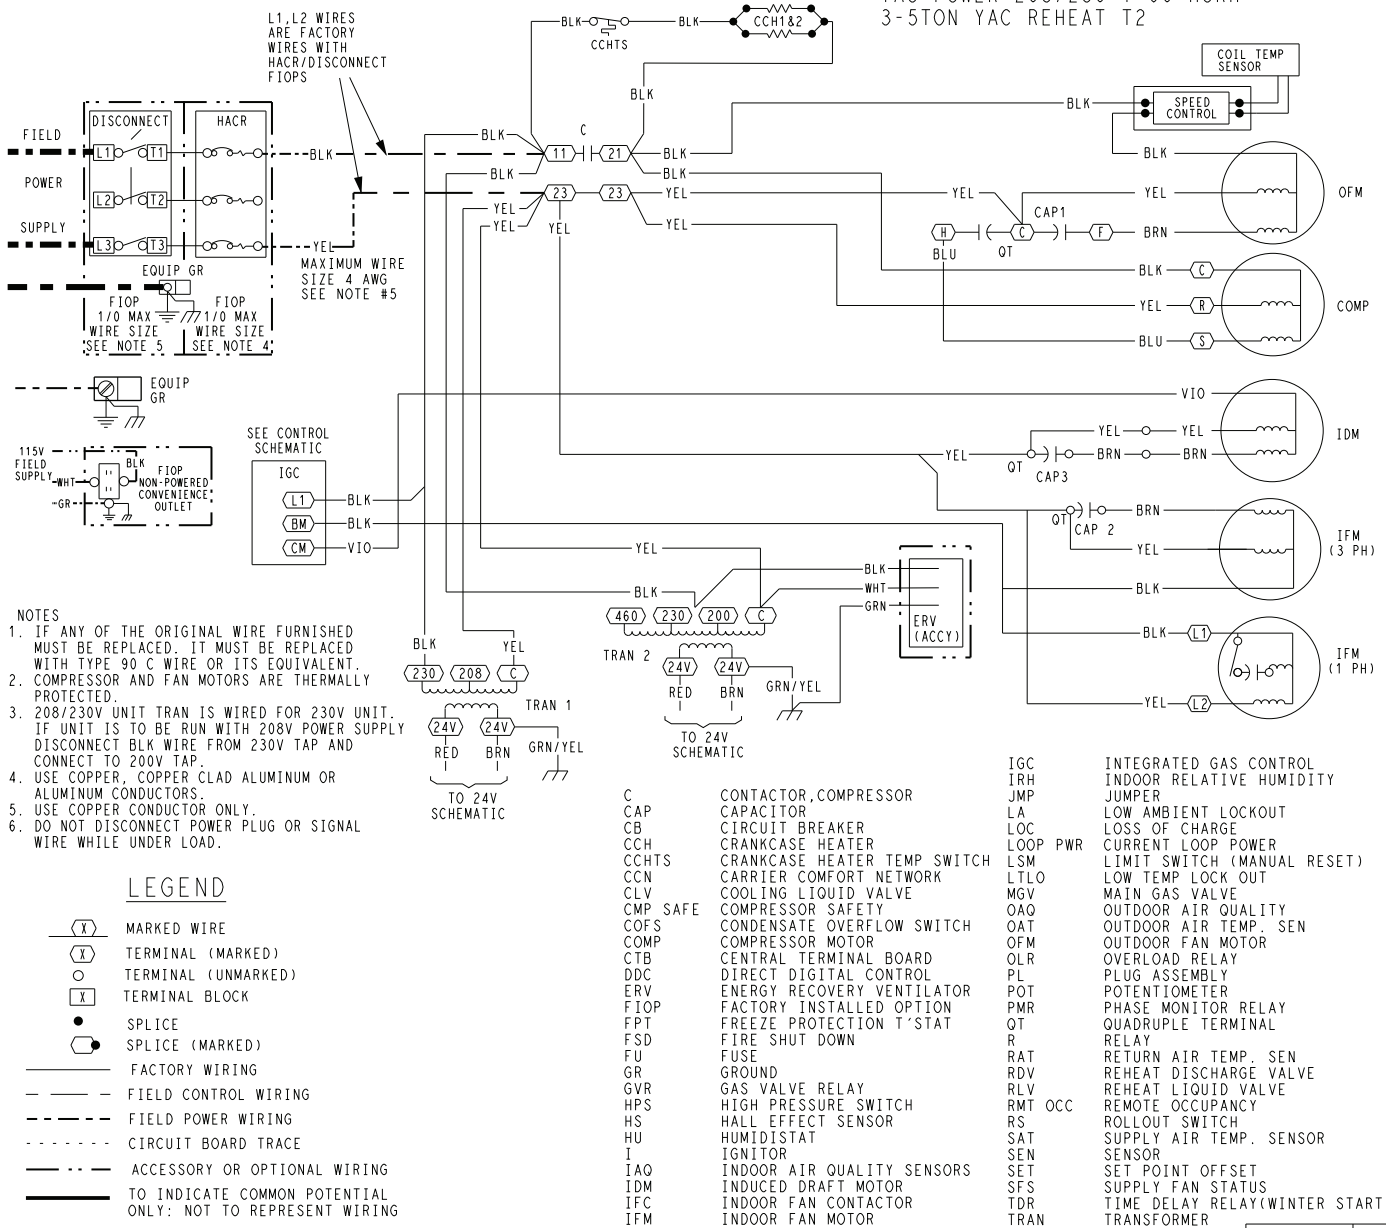 3-5TON YAC REHEAT T2
L1,L2 WIRES
ARE FACTORY
WIRES WITH
HACR/DISCONNECT
FIOPS
BLK
CCHTS
BLK
CCH1&2
COIL TEMP
SENSOR
BLK
BLK
SPEED
CONTROL
FIELD
POWER
SUPPLY
DISCONNECT
HACR
L1
T1
L2
T2
L3
T3
BLK
YEL
MAXIMUM WIRE
SIZE 4 AWG
SEE NOTE #5
EQUIP GR
FIOP
1/0 MAX
WIRE SIZE
SEE NOTE 5
FIOP
1/0 MAX
WIRE SIZE
SEE NOTE 4
BLK
C
11
21
BLK
BLK
BLK
23
23
YEL
YEL
YEL
YEL
YEL
BLK
YEL
YEL
OFM
CAP1
H
C
F
BRN
BLU
QT
BLK
C
YEL
R
COMP
BLU
S
EQUIP
GR
115V
FIELD
SUPPLY
BLK
WHT
GR
FIOP
NON-POWERED
CONVENIENCE
OUTLET
SEE CONTROL
SCHEMATIC
IGC
L1
BLK
BM
BLK
CM
VIO
VIO
YEL
YEL
IDM
YEL
QT
CAP3
BRN
BRN
QT
CAP 2
BRN
YEL
IFM
(3 PH)
BLK
YEL
BLK
BLK
WHT
GRN
ERV
(ACCY)
BLK
L1
IFM
(1 PH)
YEL
L2
460
230
200
C
TRAN 2
24V
24V
RED
BRN
GRN/YEL
TO 24V
SCHEMATIC
BLK
YEL
230
208
C
TRAN 1
24V
24V
RED
BRN
GRN/YEL
TO 24V
SCHEMATIC
NOTES
1. IF ANY OF THE ORIGINAL WIRE FURNISHED
MUST BE REPLACED. IT MUST BE REPLACED
WITH TYPE 90 C WIRE OR ITS EQUIVALENT.
2. COMPRESSOR AND FAN MOTORS ARE THERMALLY
PROTECTED.
3. 208/230V UNIT TRAN IS WIRED FOR 230V UNIT.
IF UNIT IS TO BE RUN WITH 208V POWER SUPPLY
DISCONNECT BLK WIRE FROM 230V TAP AND
CONNECT TO 200V TAP.
4. USE COPPER, COPPER CLAD ALUMINUM OR
ALUMINUM CONDUCTORS.
5. USE COPPER CONDUCTOR ONLY.
6. DO NOT DISCONNECT POWER PLUG OR SIGNAL
WIRE WHILE UNDER LOAD.
LEGEND
X MARKED WIRE
X TERMINAL (MARKED)
TERMINAL (UNMARKED)
X TERMINAL BLOCK
SPLICE
SPLICE (MARKED)
FACTORY WIRING
FIELD CONTROL WIRING
FIELD POWER WIRING
CIRCUIT BOARD TRACE
ACCESSORY OR OPTIONAL WIRING
TO INDICATE COMMON POTENTIAL
ONLY: NOT TO REPRESENT WIRING
C CONTACTOR,COMPRESSOR
CAP CAPACITOR
CB CIRCUIT BREAKER
CCH CRANKCASE HEATER
CCHTS CRANKCASE HEATER TEMP SWITCH
CCN CARRIER COMFORT NETWORK
CLV COOLING LIQUID VALVE
CMP SAFE COMPRESSOR SAFETY
COFS CONDENSATE OVERFLOW SWITCH
COMP COMPRESSOR MOTOR
CTB CENTRAL TERMINAL BOARD
DDC DIRECT DIGITAL CONTROL
ERV ENERGY RECOVERY VENTILATOR
FIOP FACTORY INSTALLED OPTION
FPT FREEZE PROTECTION T'STAT
FSD FIRE SHUT DOWN
FU FUSE
GR GROUND
GVR GAS VALVE RELAY
HPS HIGH PRESSURE SWITCH
HS HALL EFFECT SENSOR
HU HUMIDISTAT
I IGNITOR
IAQ INDOOR AIR QUALITY SENSORS
IDM INDUCED DRAFT MOTOR
IFC INDOOR FAN CONTACTOR
IFM INDOOR FAN MOTOR
IGC INTEGRATED GAS CONTROL
IRH INDOOR RELATIVE HUMIDITY
JMP JUMPER
LA LOW AMBIENT LOCKOUT
LOC LOSS OF CHARGE
LOOP PWR CURRENT LOOP POWER
LSM LIMIT SWITCH (MANUAL RESET)
LTLO LOW TEMP LOCK OUT
MGV MAIN GAS VALVE
OAQ OUTDOOR AIR QUALITY
OAT OUTDOOR AIR TEMP. SEN
OFM OUTDOOR FAN MOTOR
OLR OVERLOAD RELAY
PL PLUG ASSEMBLY
POT POTENTIOMETER
PMR PHASE MONITOR RELAY
QT QUADRUPLE TERMINAL
R RELAY
RAT RETURN AIR TEMP. SEN
RDV REHEAT DISCHARGE VALVE
RLV REHEAT LIQUID VALVE
RMT OCC REMOTE OCCUPANCY
RS ROLLOUT SWITCH
SAT SUPPLY AIR TEMP. SENSOR
SEN SENSOR
SET SET POINT OFFSET
SFS SUPPLY FAN STATUS
TDR TIME DELAY RELAY(WINTER START
TRAN TRANSFORMER